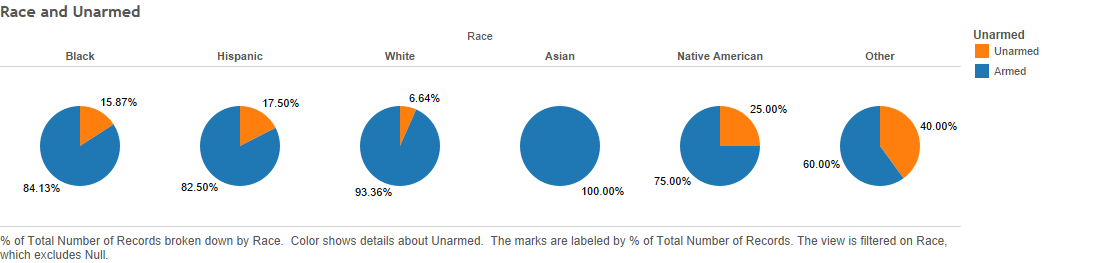 Race and Unarmed
Race
Black Hispanic White Asian Native American Other
15.87%
84.13%
17.50%
82.50%
6.64%
93.36%
100.00%
25.00%
75.00%
40.00%
60.00%
Unarmed
Unarmed
Armed
% of Total Number of Records broken down by Race.  Color shows details about Unarmed.  The marks are labeled by % of Total Number of Records. The view is filtered on Race,
which excludes Null.